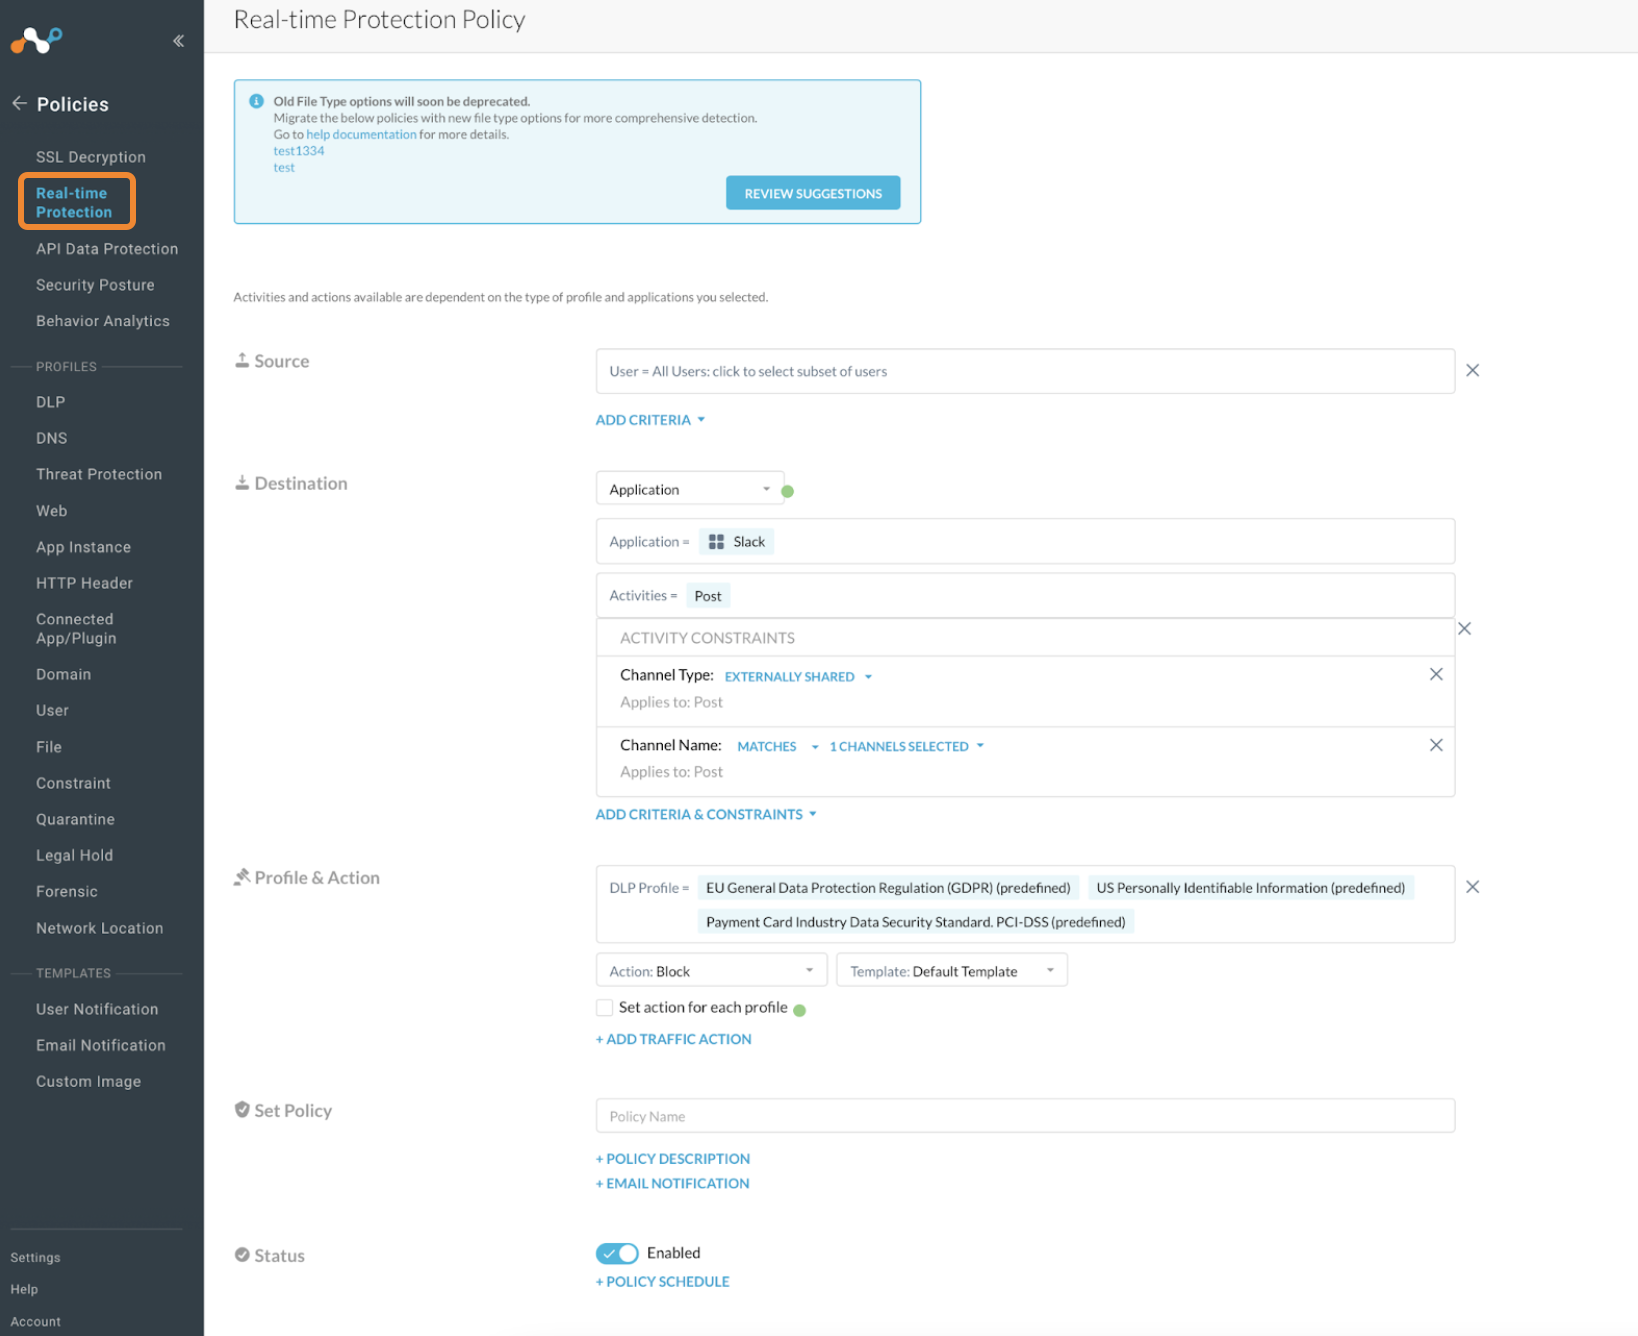 Real-time Protection Policy
Policies
SSL Decryption
Real-time
Protection
API Data Protection
Security Posture
Behavior Analytics
PROFILES
DLP
DNS
Threat Protection
Web
App Instance
HTTP Header
Connected
App/Plugin
Domain
User
File
Constraint
Quarantine
Legal Hold
Forensic
Network Location
TEMPLATES
User Notification
Email Notification
Custom Image
Settings
Help
Account
Old File Type options will soon be deprecated.
Migrate the below policies with new file type options for more comprehensive detection.
Go to help documentation for more details.
test1334
test
REVIEW SUGGESTIONS
Activities and actions available are dependent on the type of profile and applications you selected.
Source
User = All Users: click to select subset of users
ADD CRITERIA
Destination
Application
Application = Slack
Activities = Post
ACTIVITY CONSTRAINTS
Channel Type: EXTERNALLY SHARED
Applies to: Post
Channel Name: MATCHES 1 CHANNELS SELECTED
Applies to: Post
ADD CRITERIA & CONSTRAINTS
Profile & Action
DLP Profile = EU General Data Protection Regulation (GDPR) (predefined) US Personally Identifiable Information (predefined)
Payment Card Industry Data Security Standard. PCI-DSS (predefined)
Action: Block Template: Default Template
Set action for each profile
+ ADD TRAFFIC ACTION
Set Policy
Policy Name
+ POLICY DESCRIPTION
+ EMAIL NOTIFICATION
Status
Enabled
+ POLICY SCHEDULE